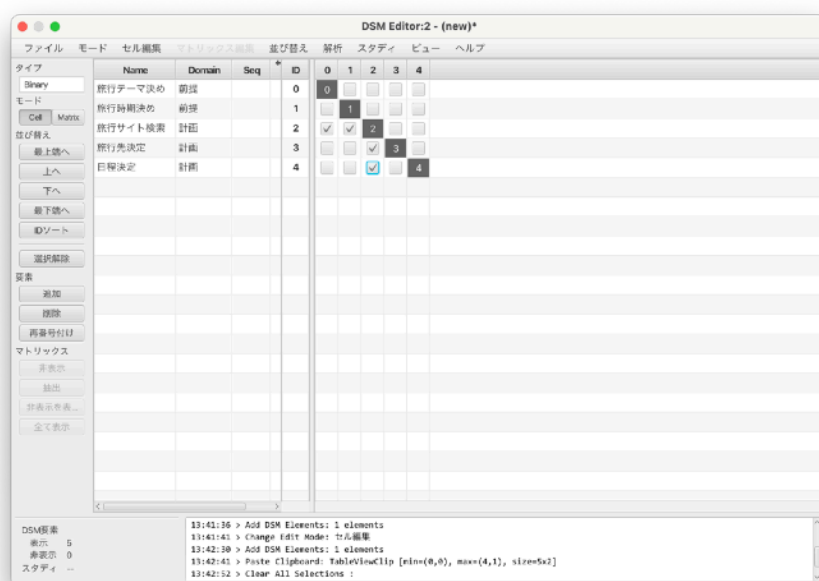 DSM Editor:2 - (new)*
ファイル モード セル編集 マトリックス編集 並び替え 解析 スタディ ビュー ヘルプ
タイプ
Binary
モード
Cell Matrix
並び替え
最上端へ
上へ
下へ
最下端へ
IDソート
選択解除
要素
追加
削除
再番号付け
マトリックス
非表示
抽出
非表示を表...
全て表示
Name Domain Seq ID 0 1 2 3 4
旅行テーマ決め 前提 0 0
旅行時期決め 前提 1 1
旅行サイト検索 計画 2 2
旅行先決定 計画 3 3
日程決定 計画 4 4
DSM要素
表示 5
非表示 0
スタディ --
13:41:36 > Add DSM Elements: 1 elements
13:41:41 > Change Edit Mode: セル編集
13:42:30 > Add DSM Elements: 1 elements
13:42:41 > Paste Clipboard: TableViewClip [min=(0,0), max=(4,1), size=5x2]
13:42:52 > Clear All Selections :